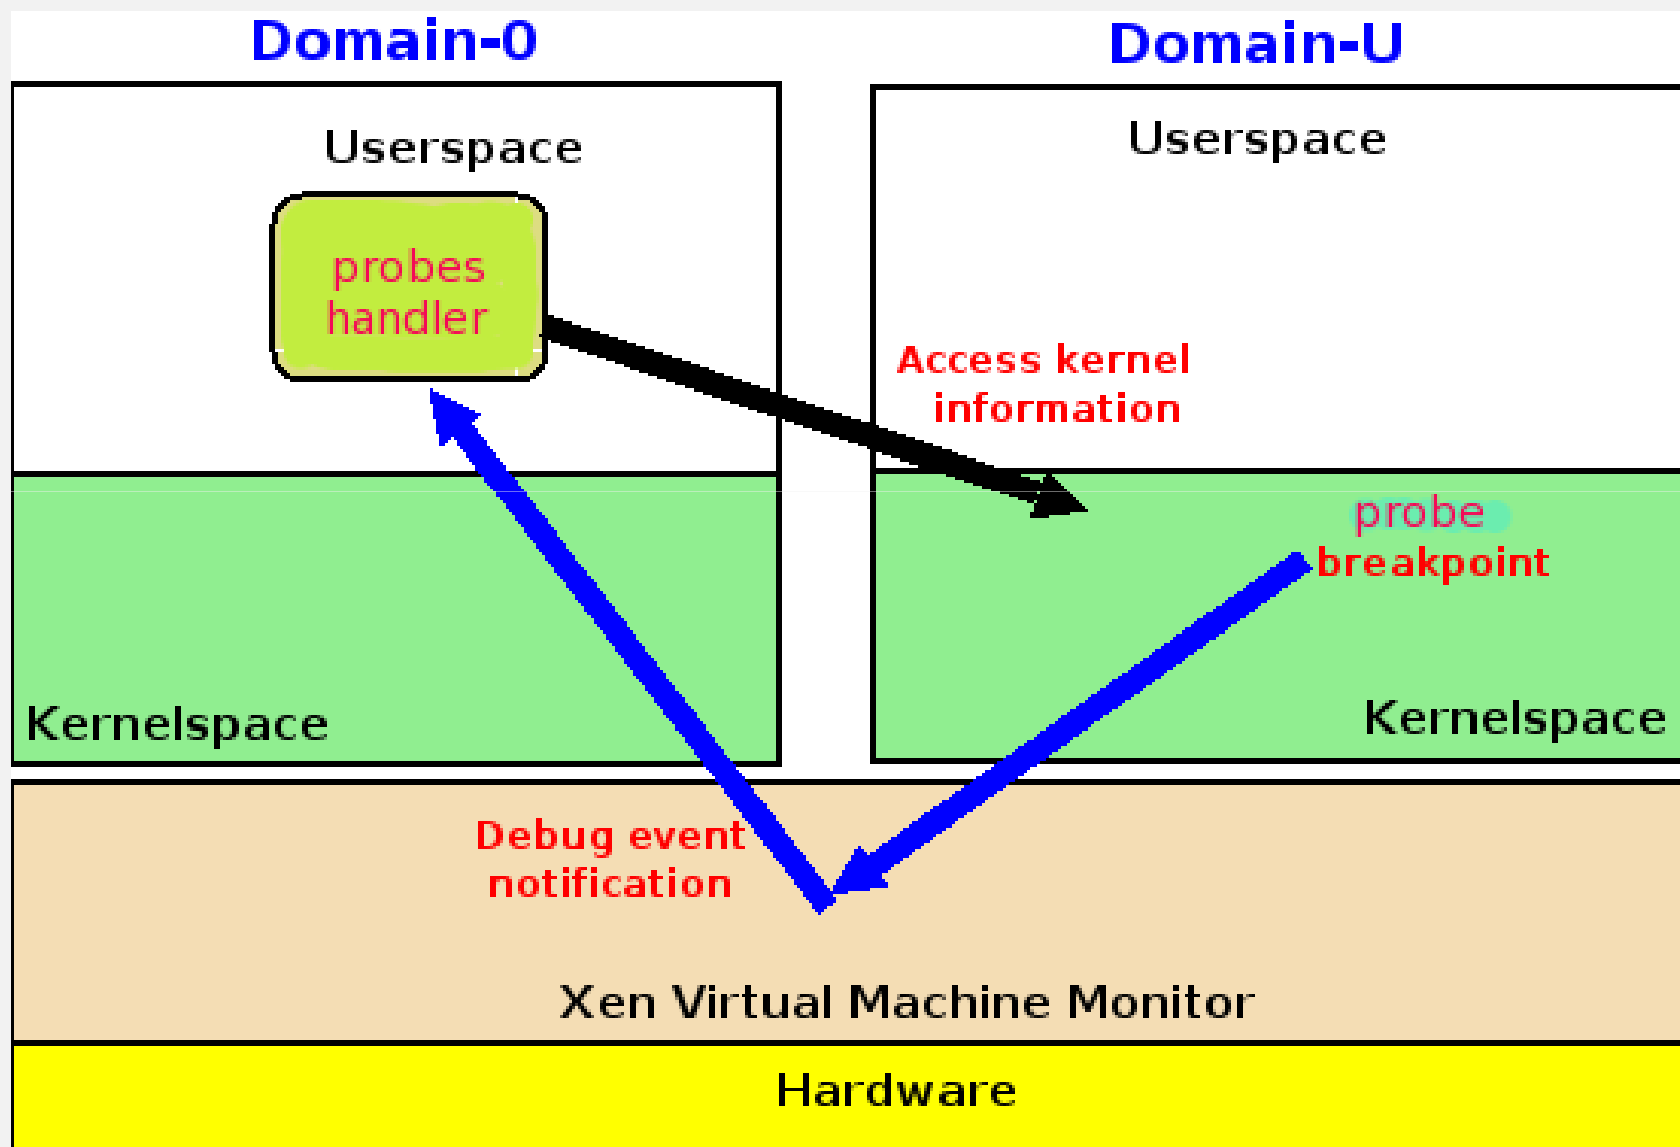 Domain-0
Domain-U
Userspace
Userspace
probes
handler
Access kernel
information
probe
breakpoint
Kernelspace
Kernelspace
Debug event
notification
Xen Virtual Machine Monitor
Hardware